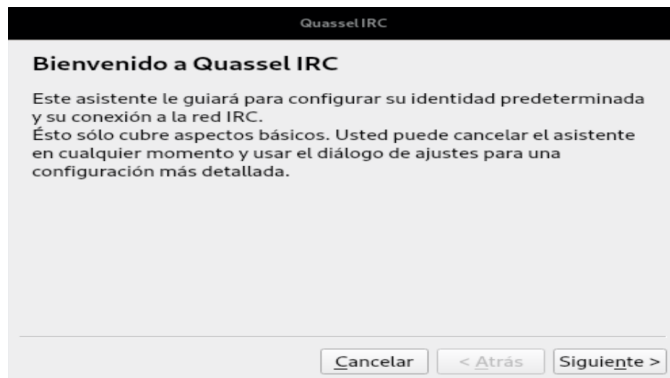 Quassel IRC
Bienvenido a Quassel IRC
Este asistente le guiará para configurar su identidad predeterminada
y su conexión a la red IRC.
Ésto sólo cubre aspectos básicos. Usted puede cancelar el asistente
en cualquier momento y usar el diálogo de ajustes para una
configuración más detallada.
Cancelar < Atrás Siguiente >